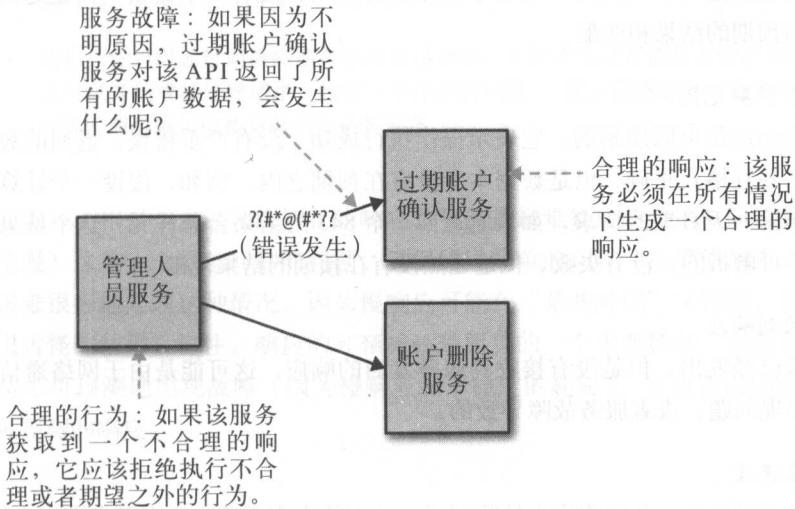 服务故障：如果因为不
明原因，过期账户确认
服务对该 API 返回了所
有的账户数据，会发生
什么呢？
过期账户
确认服务
合理的响应：该服
务必须在所有情况
下生成一个合理的
响应。
??#*@(#*??
（错误发生）
管理人
员服务
账户删除
服务
合理的行为：如果该服务
获取到一个不合理的响
应，它应该拒绝执行不合
理或者期望之外的行为。